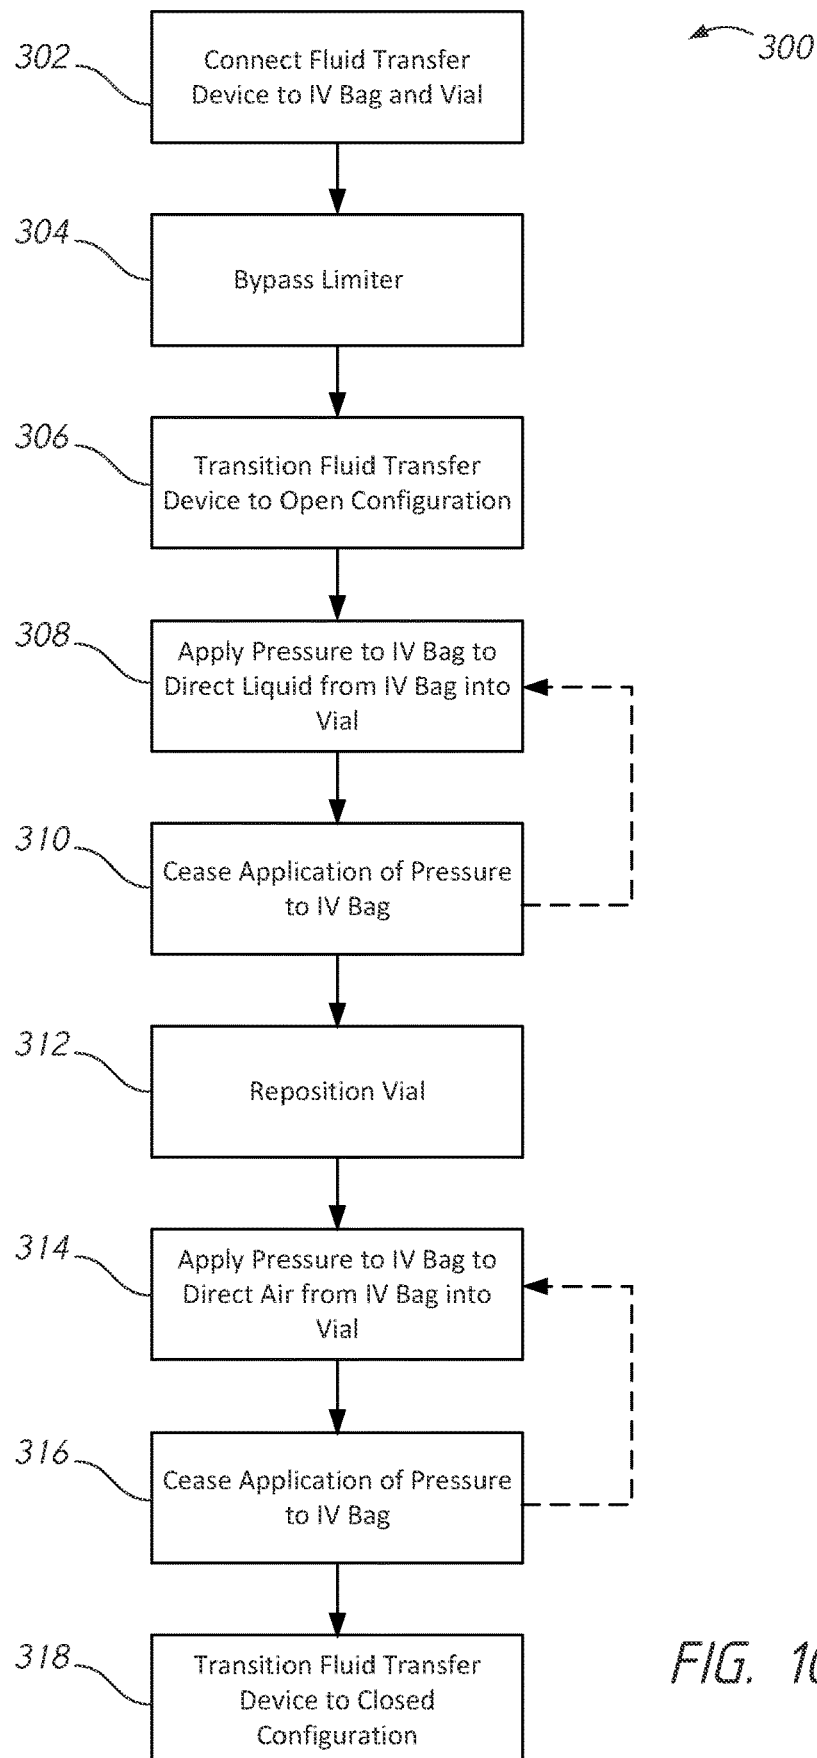 300
302
Connect Fluid Transfer
Device to IV Bag and Vial
304
Bypass Limiter
306
Transition Fluid Transfer
Device to Open Configuration
308
Apply Pressure to IV Bag to
Direct Liquid from IV Bag into
Vial
310
Cease Application of Pressure
to IV Bag
312
Reposition Vial
314
Apply Pressure to IV Bag to
Direct Air from IV Bag into
Vial
316
Cease Application of Pressure
to IV Bag
318
Transition Fluid Transfer
Device to Closed
Configuration
FIG.